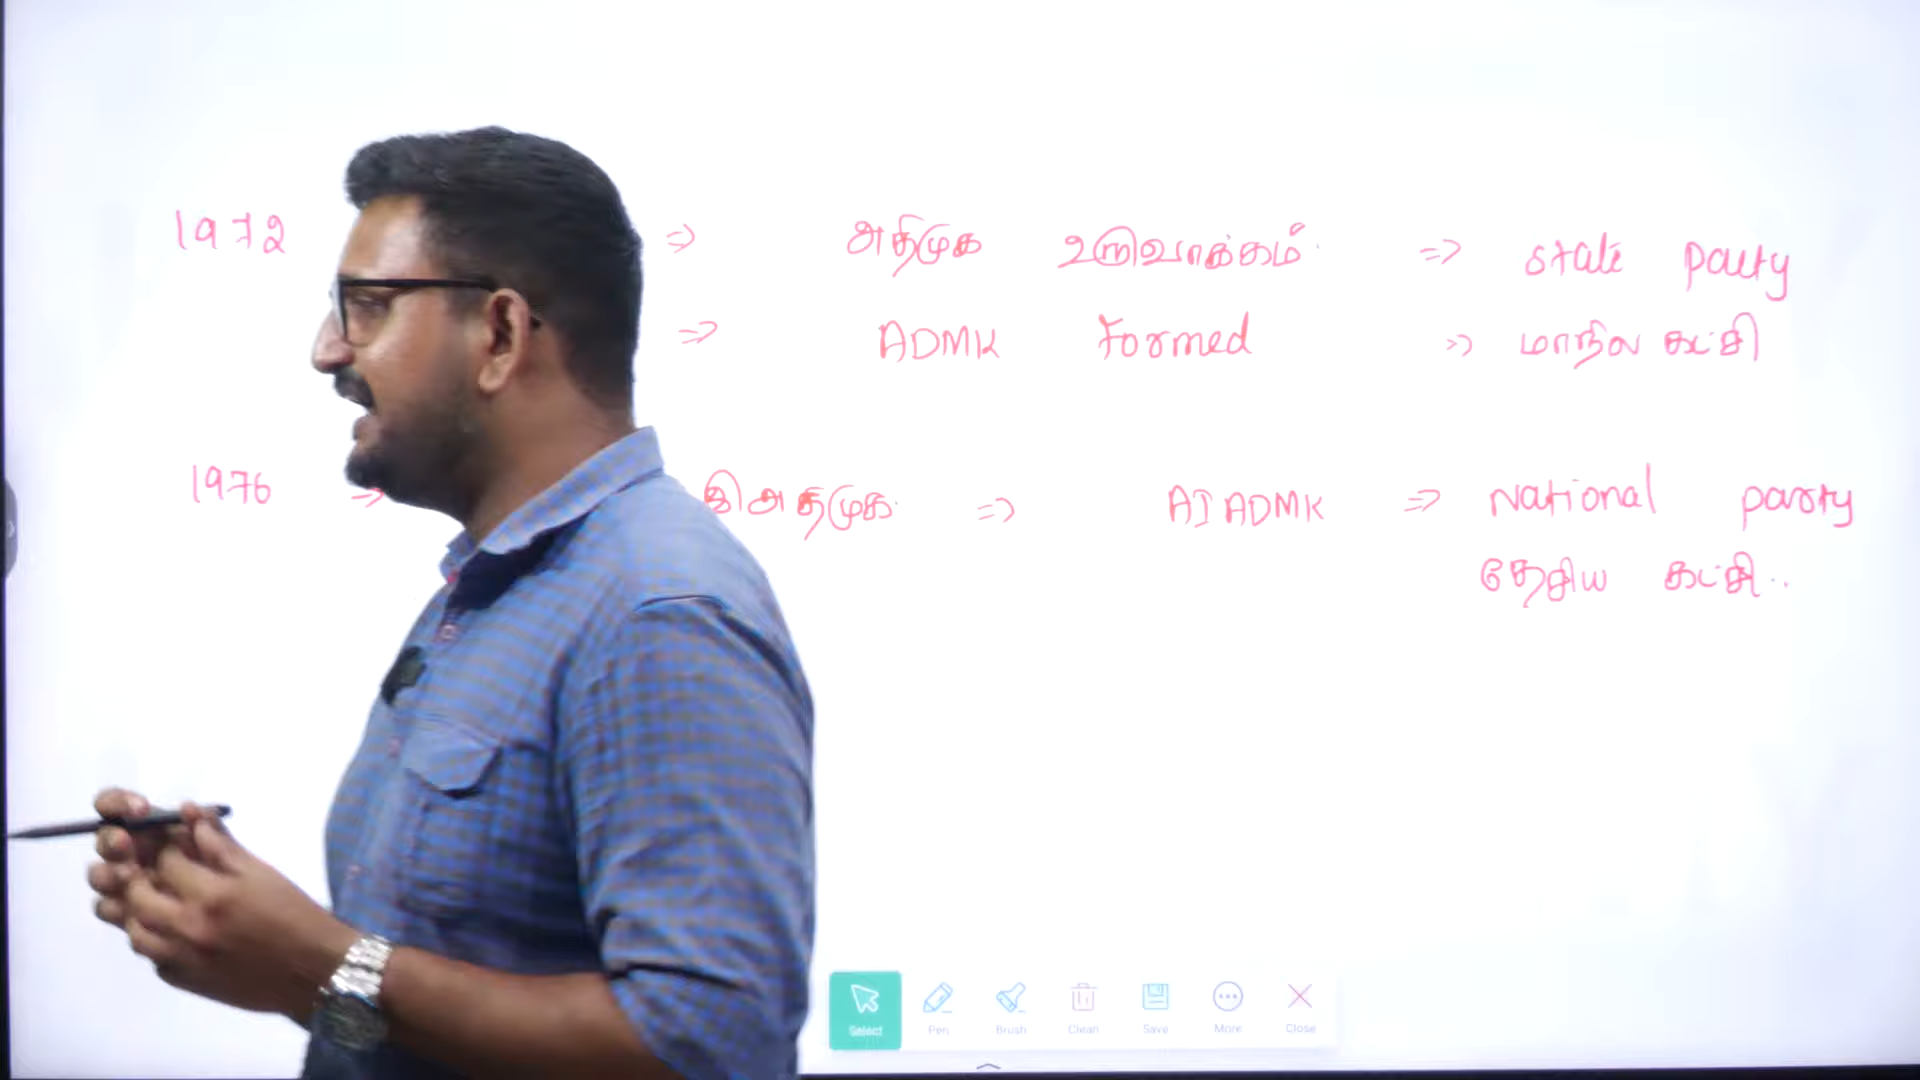 1972 => அதிமுக உருவாக்கம். => state party
=> ADMK formed => மாநில கட்சி
1976 => இஅதிமுக. => AIADMK => National party
தேசிய கட்சி..
Select Pen Brush Clean Save More Close